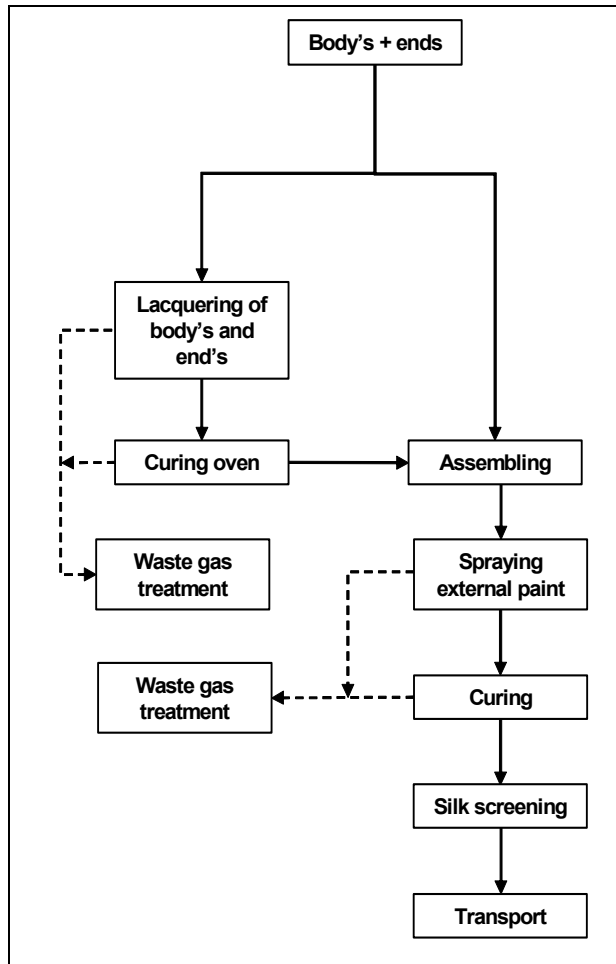 Body's + ends
Lacquering of
body's and
end's
Curing oven
Assembling
Waste gas
treatment
Spraying
external paint
Waste gas
treatment
Curing
Silk screening
Transport